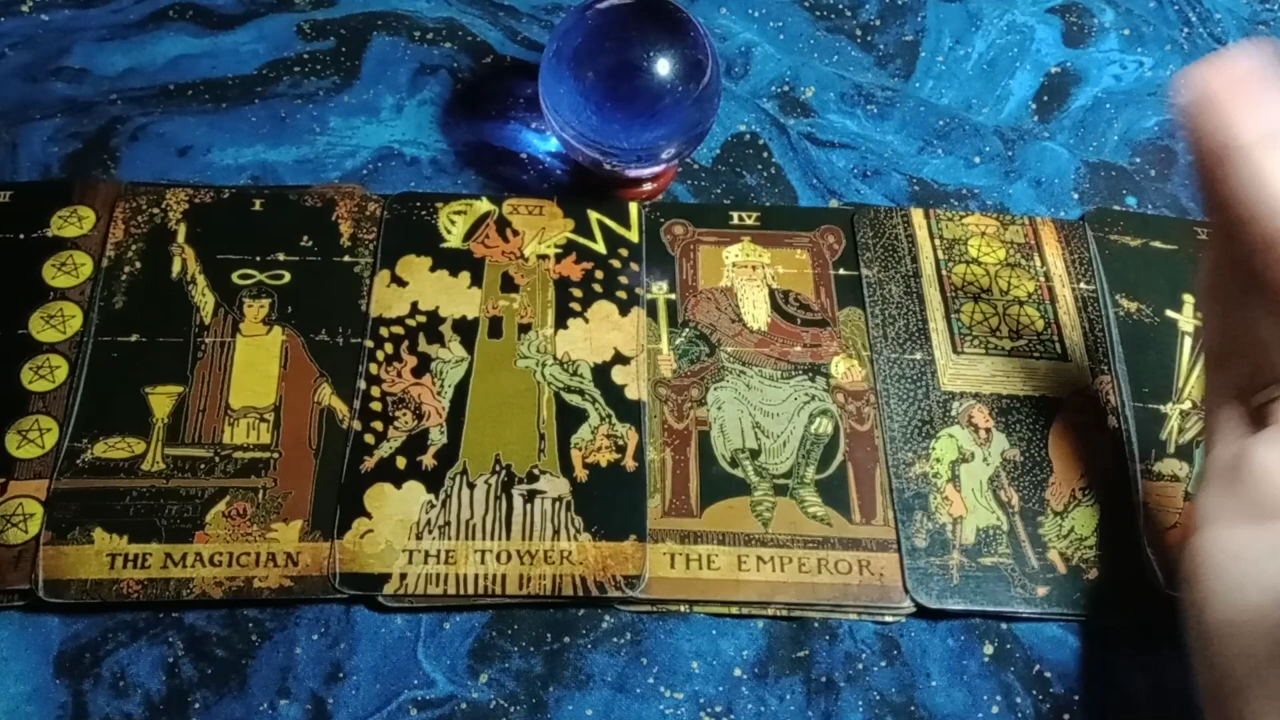 I
THE MAGICIAN.
XVI
THE TOWER.
IV
THE EMPEROR.